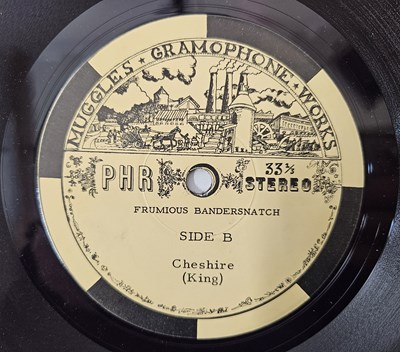 MUGGLES ★ GRAMOPHONE ★ WORKS
PHR 33⅓
STEREO
FRUMIOUS BANDERSNATCH
SIDE B
Cheshire
(King)